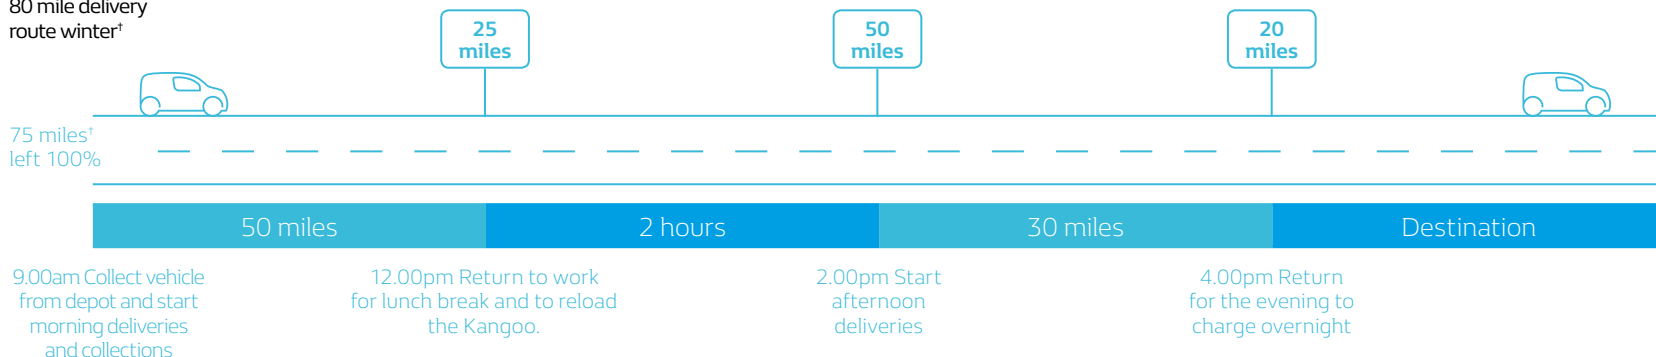 80 mile delivery
route winter†
25
miles
50
miles
20
miles
75 miles†
left 100%
50 miles
2 hours
30 miles
Destination
9.00am Collect vehicle
from depot and start
morning deliveries
and collections
12.00pm Return to work
for lunch break and to reload
the Kangoo.
2.00pm Start
afternoon
deliveries
4.00pm Return
for the evening to
charge overnight